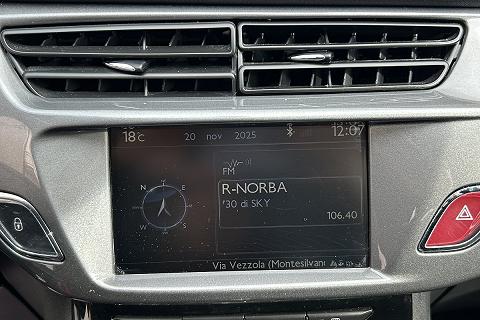 18°C 20 nov 2025 12:07
FM
R-NORBA
'30 di SKY
106.40
N E W S
Via Vezzola (Montesilvano